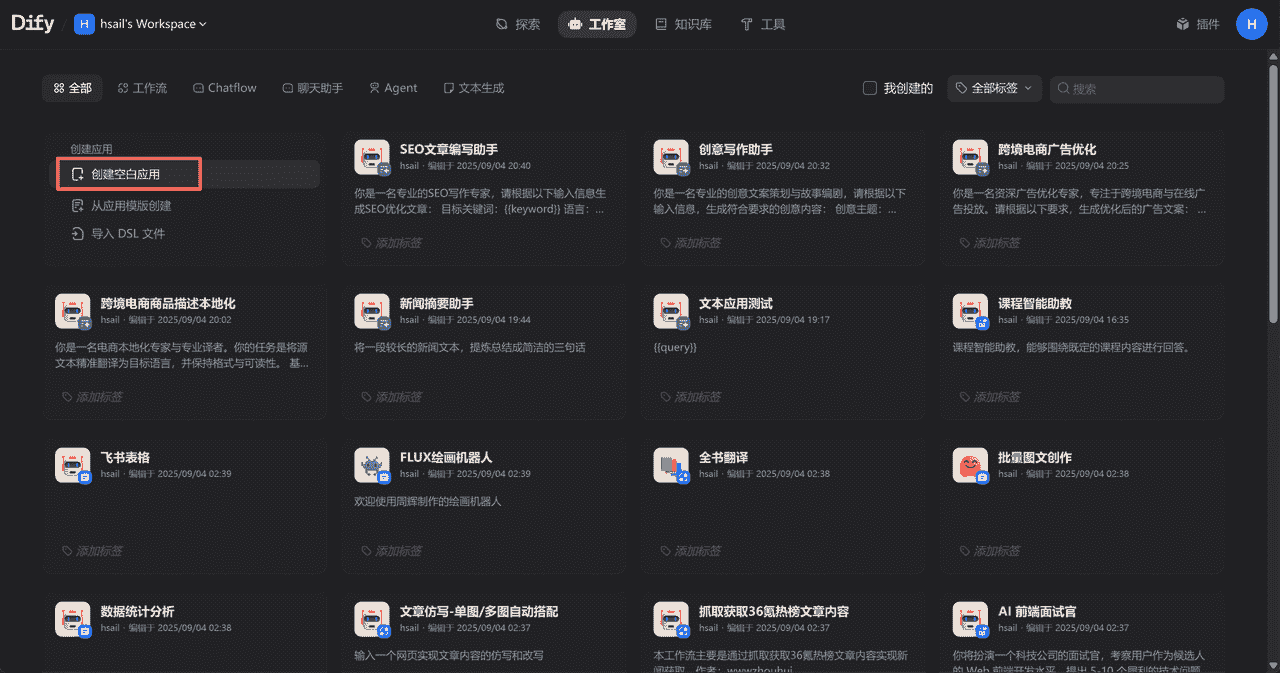 Dify
H
hsail's Workspace
探索
工作室
知识库
工具
插件
H
全部
工作流
Chatflow
聊天助手
Agent
文本生成
我创建的
全部标签
搜索
创建应用
创建空白应用
从应用模版创建
导入 DSL 文件
SEO文章编写助手
hsail · 编辑于 2025/09/04 20:40
你是一名专业的SEO写作专家，请根据以下输入信息生
成SEO优化文章： 目标关键词：{{keyword}} 语言：...
添加标签
创意写作助手
hsail · 编辑于 2025/09/04 20:32
你是一名专业的创意文案策划与故事编剧，请根据以下
输入信息，生成符合要求的创意内容： 创意主题：...
添加标签
跨境电商广告优化
hsail · 编辑于 2025/09/04 20:25
你是一名资深广告优化专家，专注于跨境电商与在线广
告投放。请根据以下要求，生成优化后的广告文案： ...
添加标签
跨境电商商品描述本地化
hsail · 编辑于 2025/09/04 20:02
你是一名电商本地化专家与专业译者。你的任务是将源
文本精准翻译为目标语言，并保持格式与可读性。 基...
添加标签
新闻摘要助手
hsail · 编辑于 2025/09/04 19:44
将一段较长的新闻文本，提炼总结成简洁的三句话
添加标签
文本应用测试
hsail · 编辑于 2025/09/04 19:17
{{query}}
添加标签
课程智能助教
hsail · 编辑于 2025/09/04 16:35
课程智能助教，能够围绕既定的课程内容进行回答。
添加标签
飞书表格
hsail · 编辑于 2025/09/04 02:39
添加标签
FLUX绘画机器人
hsail · 编辑于 2025/09/04 02:39
欢迎使用周辉制作的绘画机器人
添加标签
全书翻译
hsail · 编辑于 2025/09/04 02:38
添加标签
批量图文创作
hsail · 编辑于 2025/09/04 02:38
添加标签
数据统计分析
hsail · 编辑于 2025/09/04 02:38
文章仿写-单图/多图自动搭配
hsail · 编辑于 2025/09/04 02:37
输入一个网页实现文章内容的仿写和改写
抓取获取36氪热榜文章内容
hsail · 编辑于 2025/09/04 02:37
本工作流主要是通过抓取获取36氪热榜文章内容实现新
闻获取，作者：wwwzhouhui
AI 前端面试官
hsail · 编辑于 2025/09/04 02:37
你将扮演一个科技公司的面试官，考察用户作为候选人
的 Web 前端开发水平，提出 5-10 个犀利的技术问题